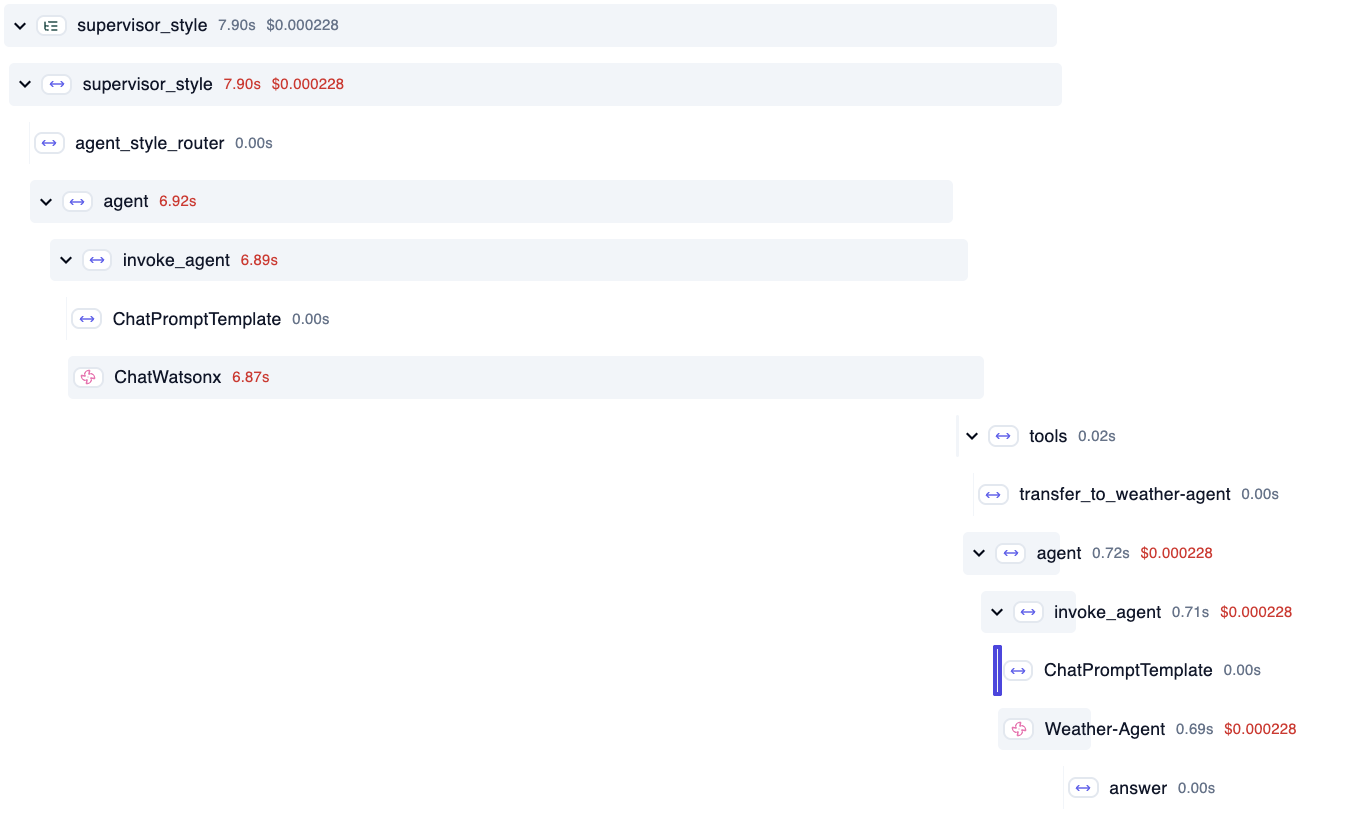 supervisor_style 7.90s $0.000228
supervisor_style 7.90s $0.000228
agent_style_router 0.00s
agent 6.92s
invoke_agent 6.89s
ChatPromptTemplate 0.00s
ChatWatsonx 6.87s
tools 0.02s
transfer_to_weather-agent 0.00s
agent 0.72s $0.000228
invoke_agent 0.71s $0.000228
ChatPromptTemplate 0.00s
Weather-Agent 0.69s $0.000228
answer 0.00s